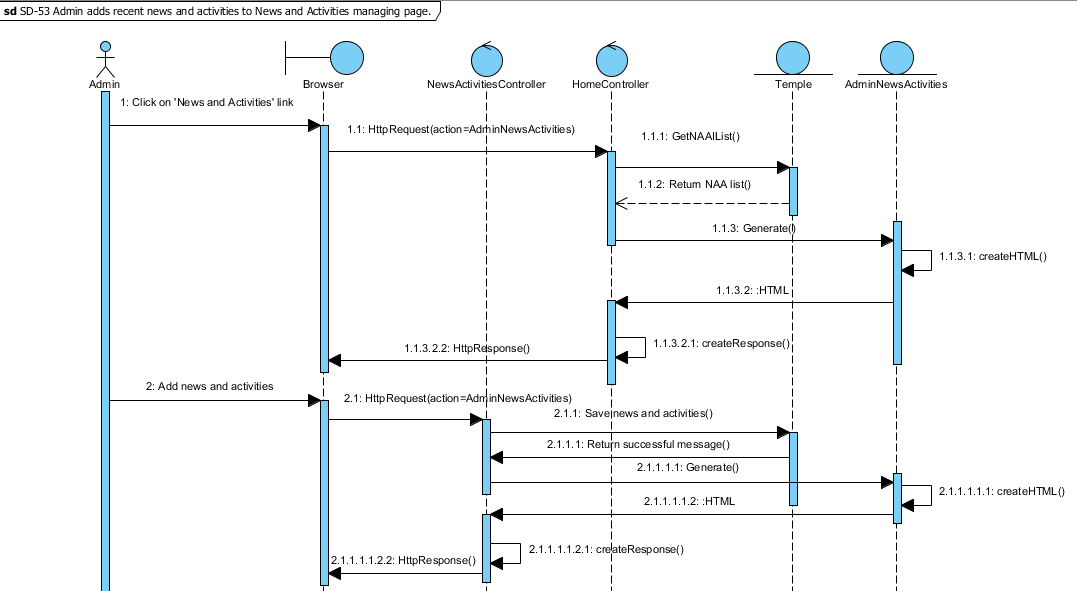 sd SD-53 Admin adds recent news and activities to News and Activities managing page.
Admin
Browser
NewsActivitiesController
HomeController
Temple
AdminNewsActivities
1: Click on 'News and Activities' link
1.1: HttpRequest(action=AdminNewsActivities)
1.1.1: GetNAAlList()
1.1.2: Return NAA list()
1.1.3: Generate()
1.1.3.1: createHTML()
1.1.3.2: :HTML
1.1.3.2.1: createResponse()
1.1.3.2.2: HttpResponse()
2: Add news and activities
2.1: HttpRequest(action=AdminNewsActivities)
2.1.1: Save news and activities()
2.1.1.1: Return successful message()
2.1.1.1.1: Generate()
2.1.1.1.1.1: createHTML()
2.1.1.1.1.2: :HTML
2.1.1.1.1.2.1: createResponse()
2.1.1.1.1.2.2: HttpResponse()